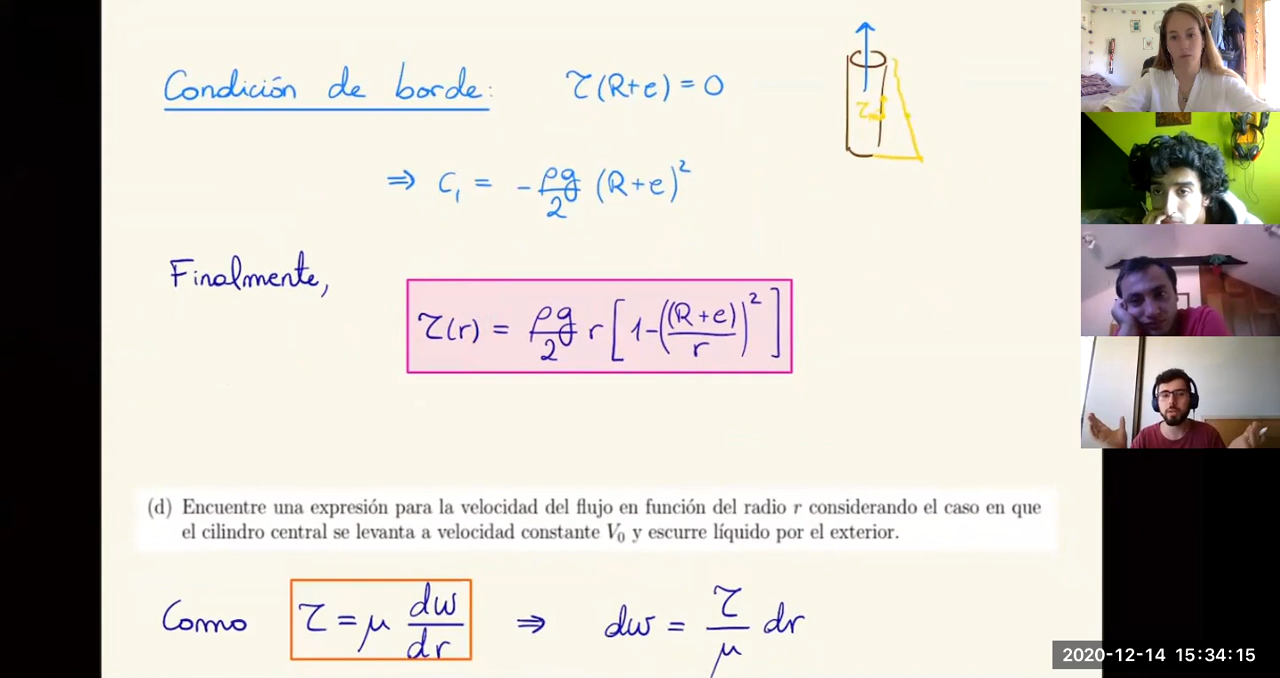 Condición de borde: τ(R+e) = 0
τ
⇒ C₁ = - ρg/2 (R+e)²
Finalmente,
τ(r) = ρg/2 r [1-((R+e)/r)²]
(d) Encuentre una expresión para la velocidad del flujo en función del radio r considerando el caso en que
el cilindro central se levanta a velocidad constante V₀ y escurre líquido por el exterior.
Como τ = μ dw/dr ⇒ dw = τ/μ dr
2020-12-14 15:34:15